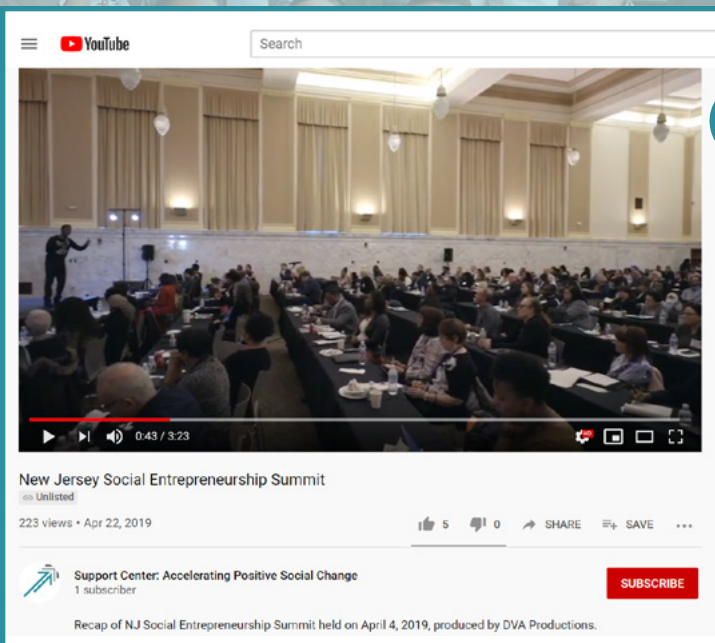 YouTube
Search
0:43 / 3:23
HD
New Jersey Social Entrepreneurship Summit
Unlisted
223 views • Apr 22, 2019
5
0
SHARE
SAVE
Support Center: Accelerating Positive Social Change
1 subscriber
SUBSCRIBE
Recap of NJ Social Entrepreneurship Summit held on April 4, 2019, produced by DVA Productions.